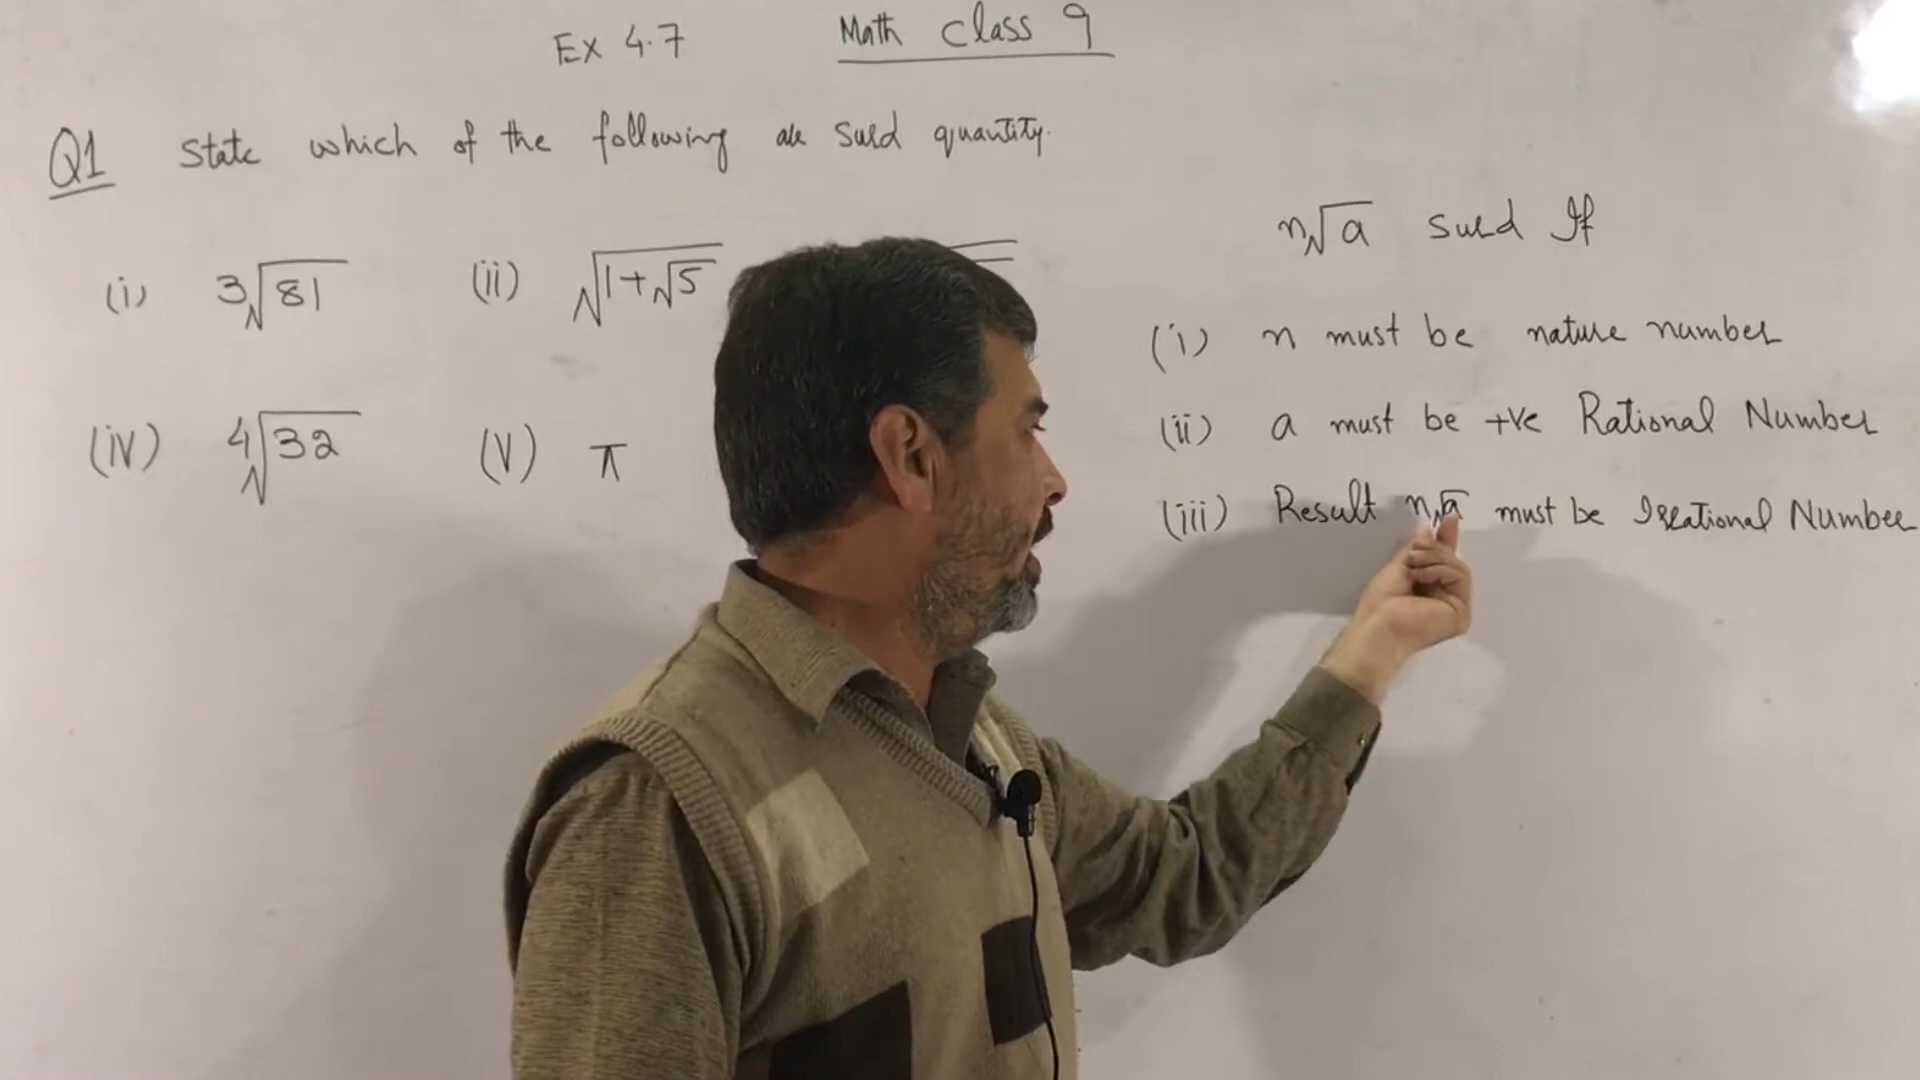 Ex 4.7 Math Class 9
Q1 State which of the following are Surd quantity.
(i) 3√81 (ii) √1+√5
(iv) 4√32 (V) π
n√a Surd If
(i) n must be nature number
(ii) a must be +ve Rational Number
(iii) Result n√a must be Irrational Number